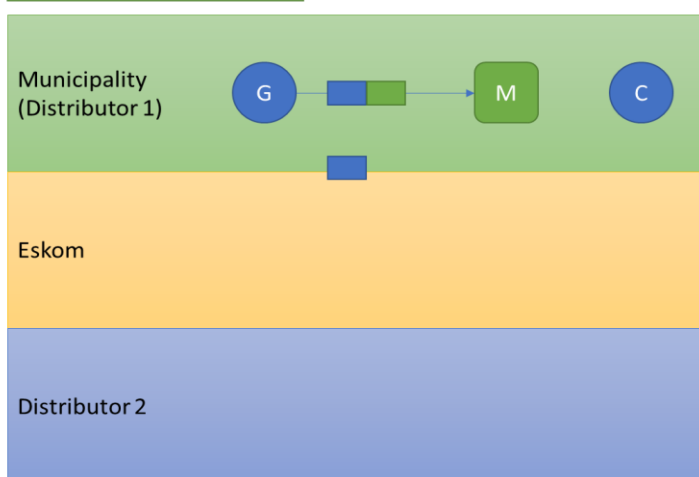 Municipality
(Distributor 1)
G
M
C
Eskom
Distributor 2